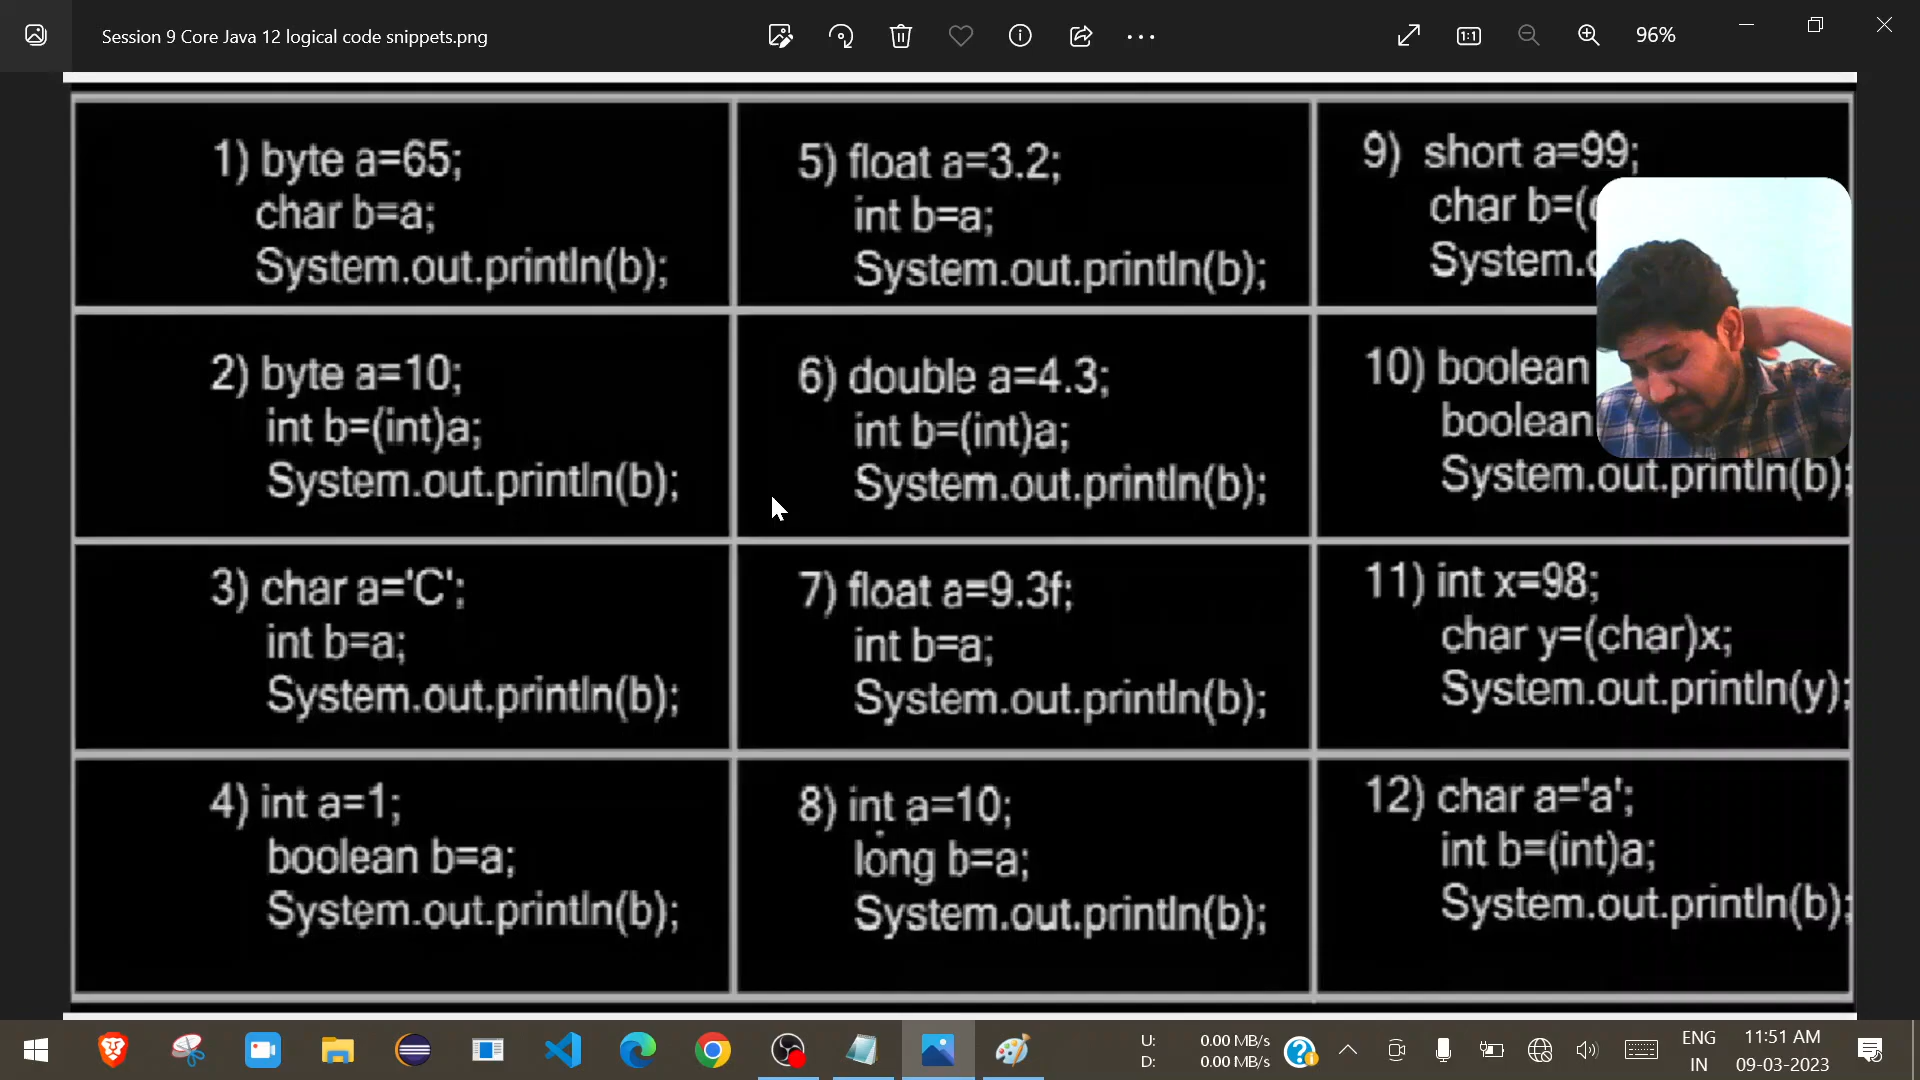 Session 9 Core Java 12 logical code snippets.png
1:1
96%
1) byte a=65;
char b=a;
System.out.println(b);
2) byte a=10;
int b=(int)a;
System.out.println(b);
3) char a='C';
int b=a;
System.out.println(b);
4) int a=1;
boolean b=a;
System.out.println(b);
5) float a=3.2;
int b=a;
System.out.println(b);
6) double a=4.3;
int b=(int)a;
System.out.println(b);
7) float a=9.3f;
int b=a;
System.out.println(b);
8) int a=10;
long b=a;
System.out.println(b);
9) short a=99;
char b=(
System.
10) boolean
boolean
System.out.println(b);
11) int x=98;
char y=(char)x;
System.out.println(y);
12) char a='a';
int b=(int)a;
System.out.println(b);
U: 0.00 MB/s
D: 0.00 MB/s
ENG
IN
11:51 AM
09-03-2023